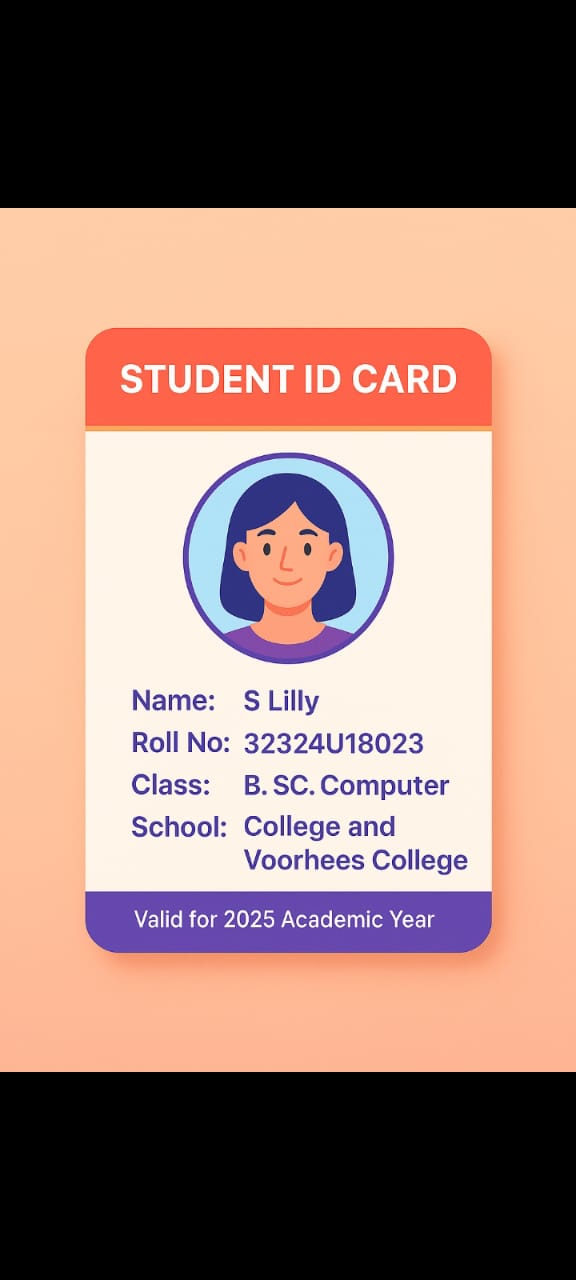 STUDENT ID CARD
Name: S Lilly
Roll No: 32324U18023
Class: B. SC. Computer
School: College and
Voorhees College
Valid for 2025 Academic Year